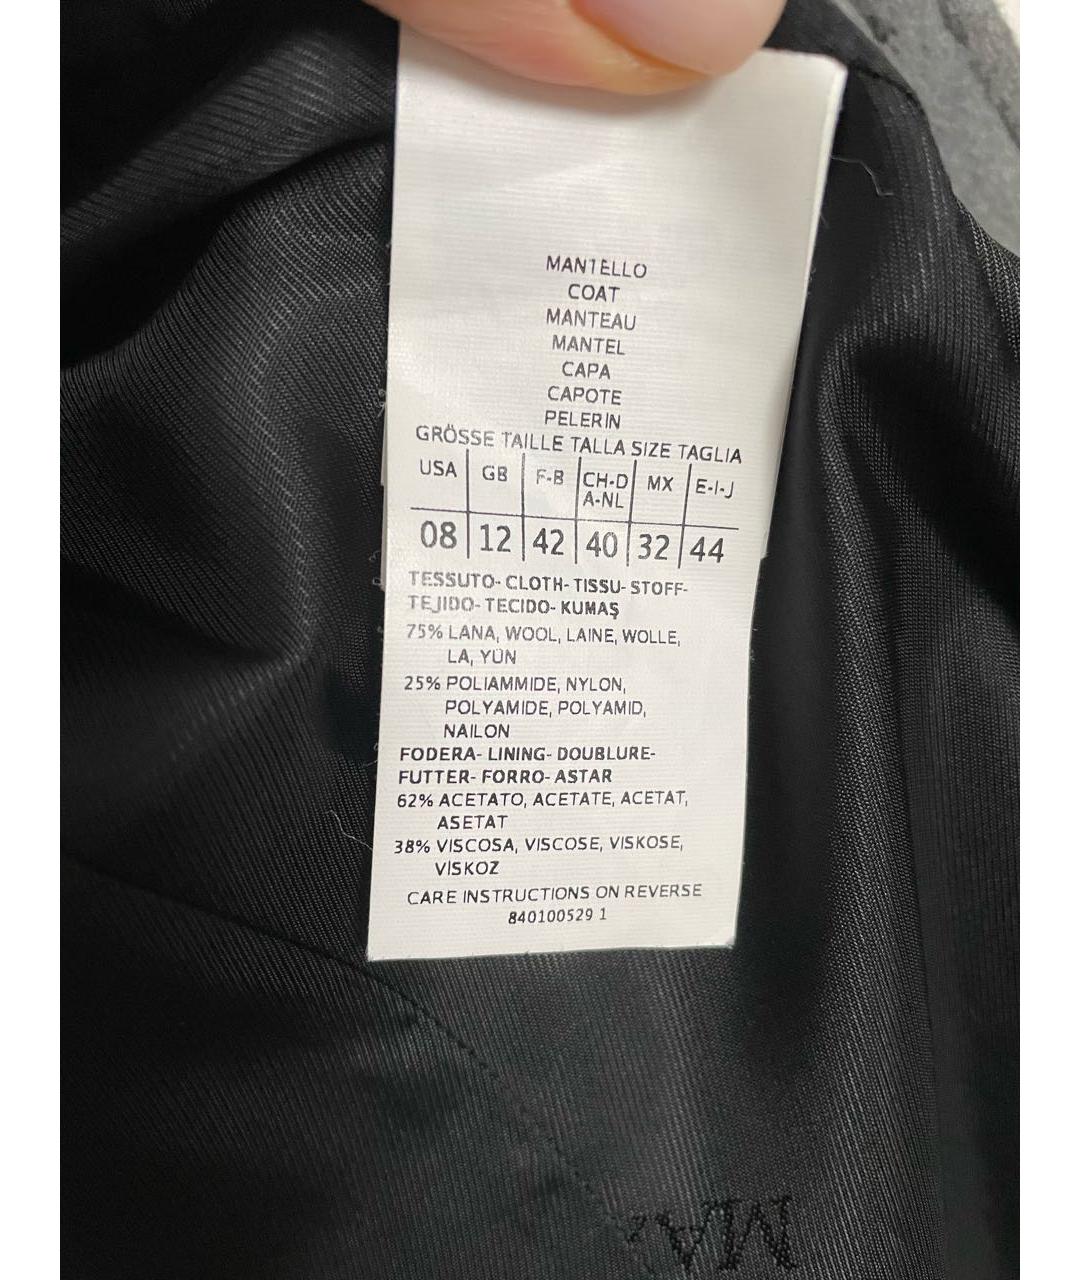 MANTELLO
COAT
MANTEAU
MANTEL
CAPA
CAPOTE
PELERIN
GRÖSSE TAILLE TALLA SIZE TAGLIA
USA GB F-B CH-D A-NL MX E-I-J
08 12 42 40 32 44
TESSUTO- CLOTH- TISSU- STOFF-
TEJIDO- TECIDO- KUMAŞ
75% LANA, WOOL, LAINE, WOLLE,
LA, YÜN
25% POLIAMMIDE, NYLON,
POLYAMIDE, POLYAMID,
NAILON
FODERA- LINING- DOUBLURE-
FUTTER- FORRO- ASTAR
62% ACETATO, ACETATE, ACETAT,
ASETAT
38% VISCOSA, VISCOSE, VISKOSE,
VİSKOZ
CARE INSTRUCTIONS ON REVERSE
840100529 1